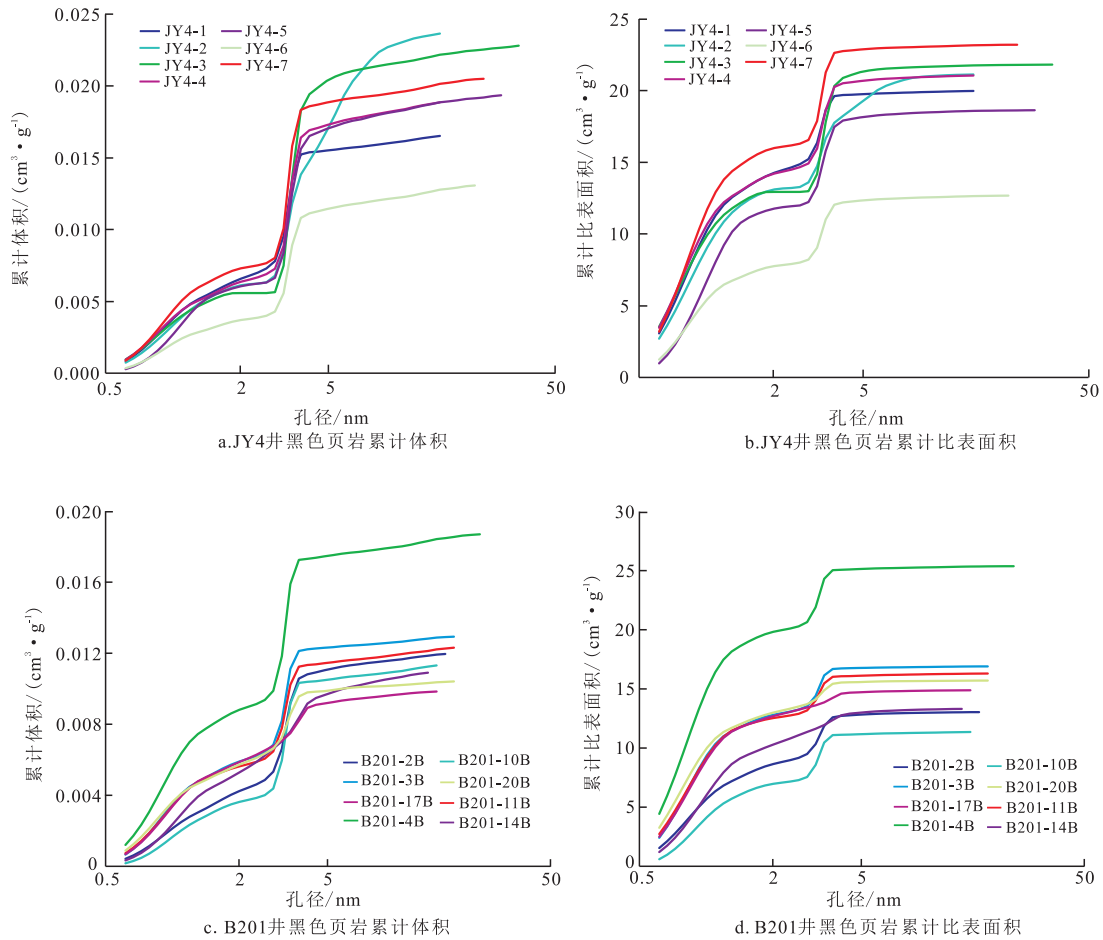 0.025
0.020
0.015
0.010
0.005
0.000
累计体积/(cm³·g⁻¹)
JY4-1
JY4-2
JY4-3
JY4-4
JY4-5
JY4-6
JY4-7
0.5
2
5
50
孔径/nm
a.JY4井黑色页岩累计体积
25
20
15
10
5
0
累计比表面积/(cm³·g⁻¹)
JY4-1
JY4-2
JY4-3
JY4-4
JY4-5
JY4-6
JY4-7
0.5
2
5
50
孔径/nm
b.JY4井黑色页岩累计比表面积
0.020
0.016
0.012
0.008
0.004
0
累计体积/(cm³·g⁻¹)
B201-2B
B201-3B
B201-17B
B201-4B
B201-10B
B201-20B
B201-11B
B201-14B
0.5
2
5
50
孔径/nm
c. B201井黑色页岩累计体积
30
25
20
15
10
5
0
累计比表面积/(cm³·g⁻¹)
B201-2B
B201-3B
B201-17B
B201-4B
B201-10B
B201-20B
B201-11B
B201-14B
0.5
2
5
50
孔径/nm
d. B201井黑色页岩累计比表面积